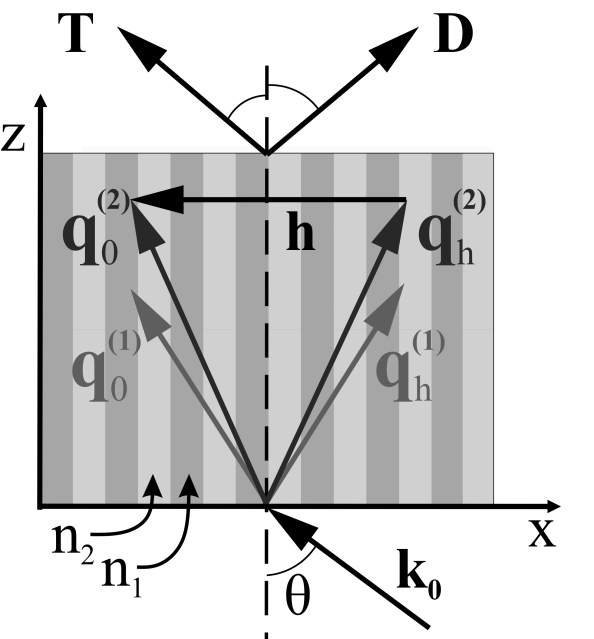 T D
z
q₀⁽²⁾ h qₕ⁽²⁾
q₀⁽¹⁾ qₕ⁽¹⁾
n₂ n₁ x
θ k₀